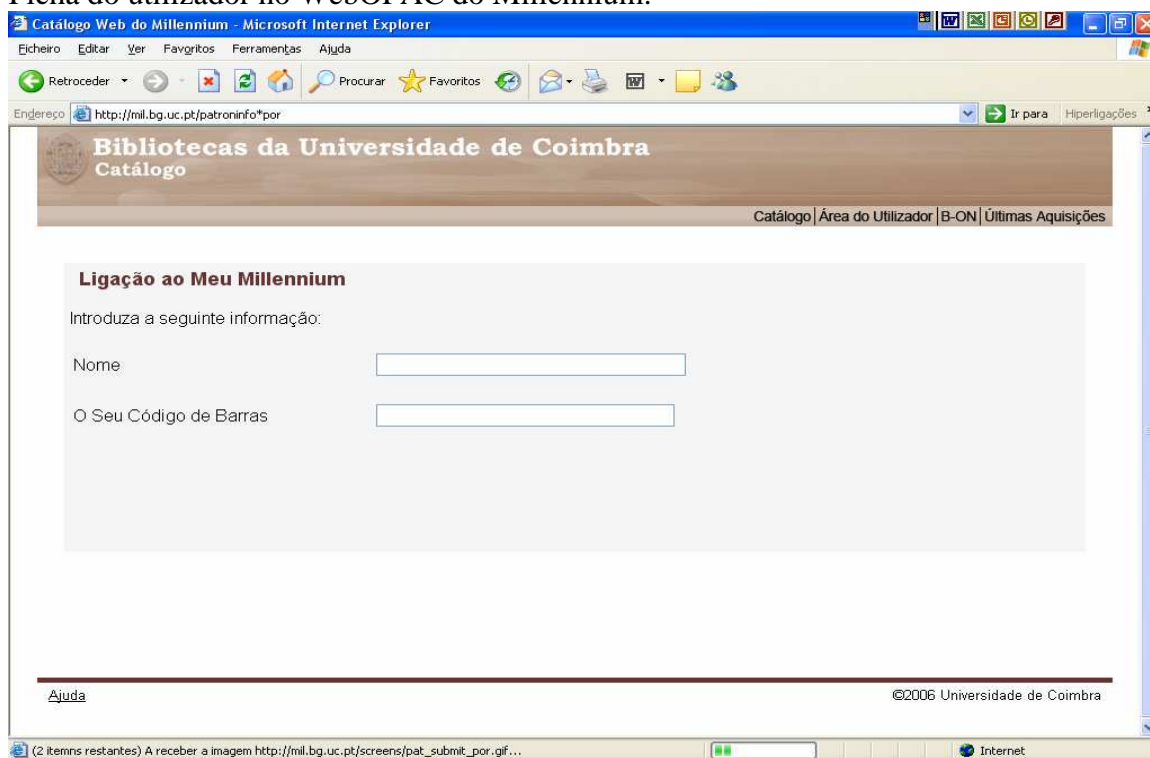 Ficha do utilizador no WebOPAC do Millennium:
Catálogo Web do Millennium - Microsoft Internet Explorer
Ficheiro Editar Ver Favoritos Ferramentas Ajuda
Retroceder Procurar Favoritos
Endereço http://mil.bg.uc.pt/patroninfo*por Ir para Hiperligações
Bibliotecas da Universidade de Coimbra
Catálogo
Catálogo | Área do Utilizador | B-ON | Últimas Aquisições
Ligação ao Meu Millennium
Introduza a seguinte informação:
Nome
O Seu Código de Barras
Ajuda ©2006 Universidade de Coimbra
(2 itemns restantes) A receber a imagem http://mil.bg.uc.pt/screens/pat_submit_por.gif... Internet